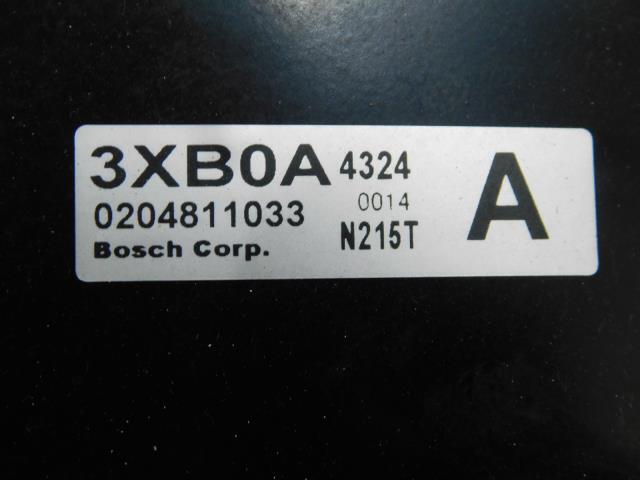 3XB0A 4324 A
0204811033 0014
Bosch Corp. N215T